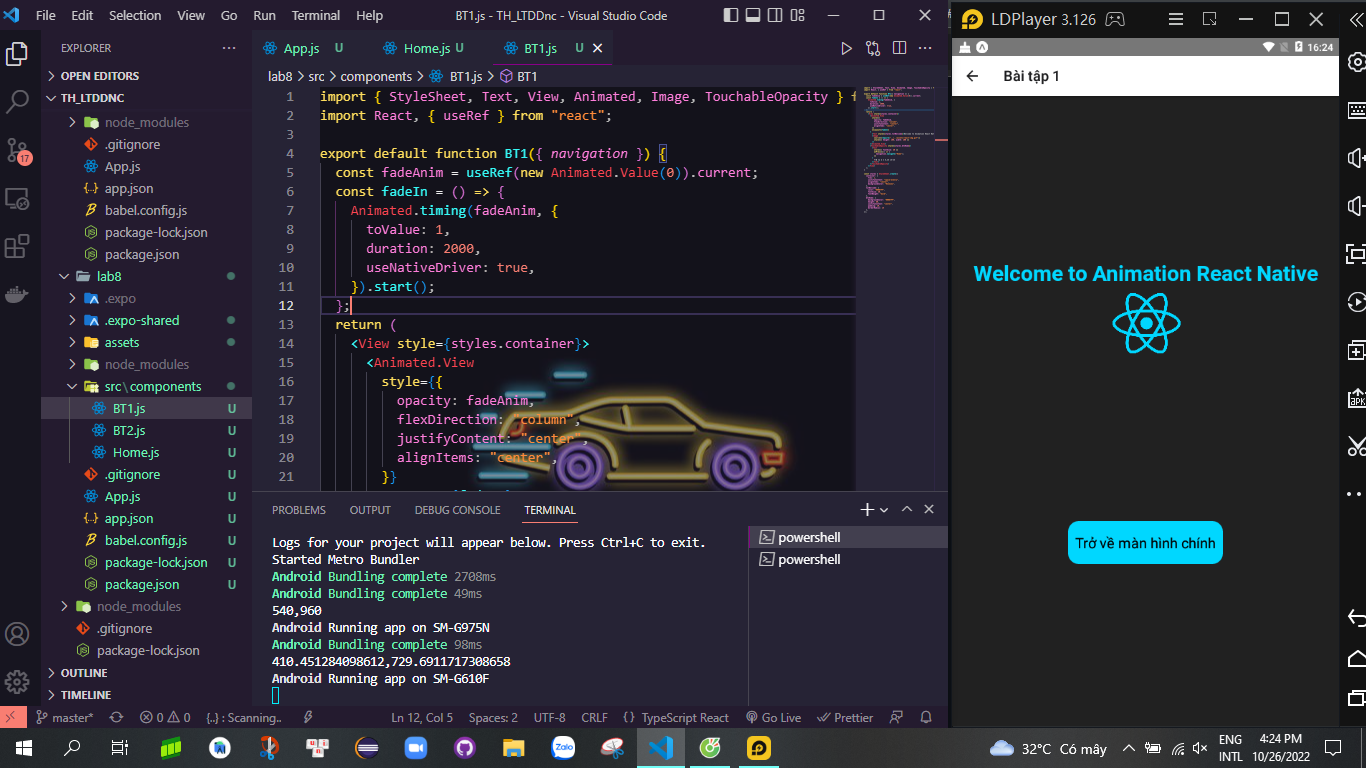 File Edit Selection View Go Run Terminal Help
BT1.js - TH_LTDDnc - Visual Studio Code
EXPLORER
OPEN EDITORS
TH_LTDDNC
node_modules
.gitignore
App.js
app.json
babel.config.js
package-lock.json
package.json
lab8
.expo
.expo-shared
assets
node_modules
src\components
BT1.js U
BT2.js U
Home.js U
.gitignore U
App.js U
app.json U
babel.config.js U
package-lock.json U
package.json U
node_modules
.gitignore
package-lock.json
OUTLINE
TIMELINE
17
App.js U Home.js U BT1.js U
lab8 > src > components > BT1.js > BT1
1 import { StyleSheet, Text, View, Animated, Image, TouchableOpacity } f
2 import React, { useRef } from "react";
3
4 export default function BT1({ navigation }) {
5 const fadeAnim = useRef(new Animated.Value(0)).current;
6 const fadeIn = () => {
7 Animated.timing(fadeAnim, {
8 toValue: 1,
9 duration: 2000,
10 useNativeDriver: true,
11 }).start();
12 };
13 return (
14 <View style={styles.container}>
15 <Animated.View
16 style={{
17 opacity: fadeAnim,
18 flexDirection: "column",
19 justifyContent: "center",
20 alignItems: "center",
21 }}
PROBLEMS OUTPUT DEBUG CONSOLE TERMINAL
Logs for your project will appear below. Press Ctrl+C to exit.
Started Metro Bundler
Android Bundling complete 2708ms
Android Bundling complete 49ms
540,960
Android Running app on SM-G975N
Android Bundling complete 98ms
410.451284098612,729.6911717308658
Android Running app on SM-G610F
powershell
powershell
master* 0 0 {..} : Scanning.. Ln 12, Col 5 Spaces: 2 UTF-8 CRLF { } TypeScript React Go Live Prettier
LDPlayer 3.126
16:24
Bài tập 1
Welcome to Animation React Native
Trở về màn hình chính
APK
Zalo
32°C Có mây
ENG
INTL
4:24 PM
10/26/2022